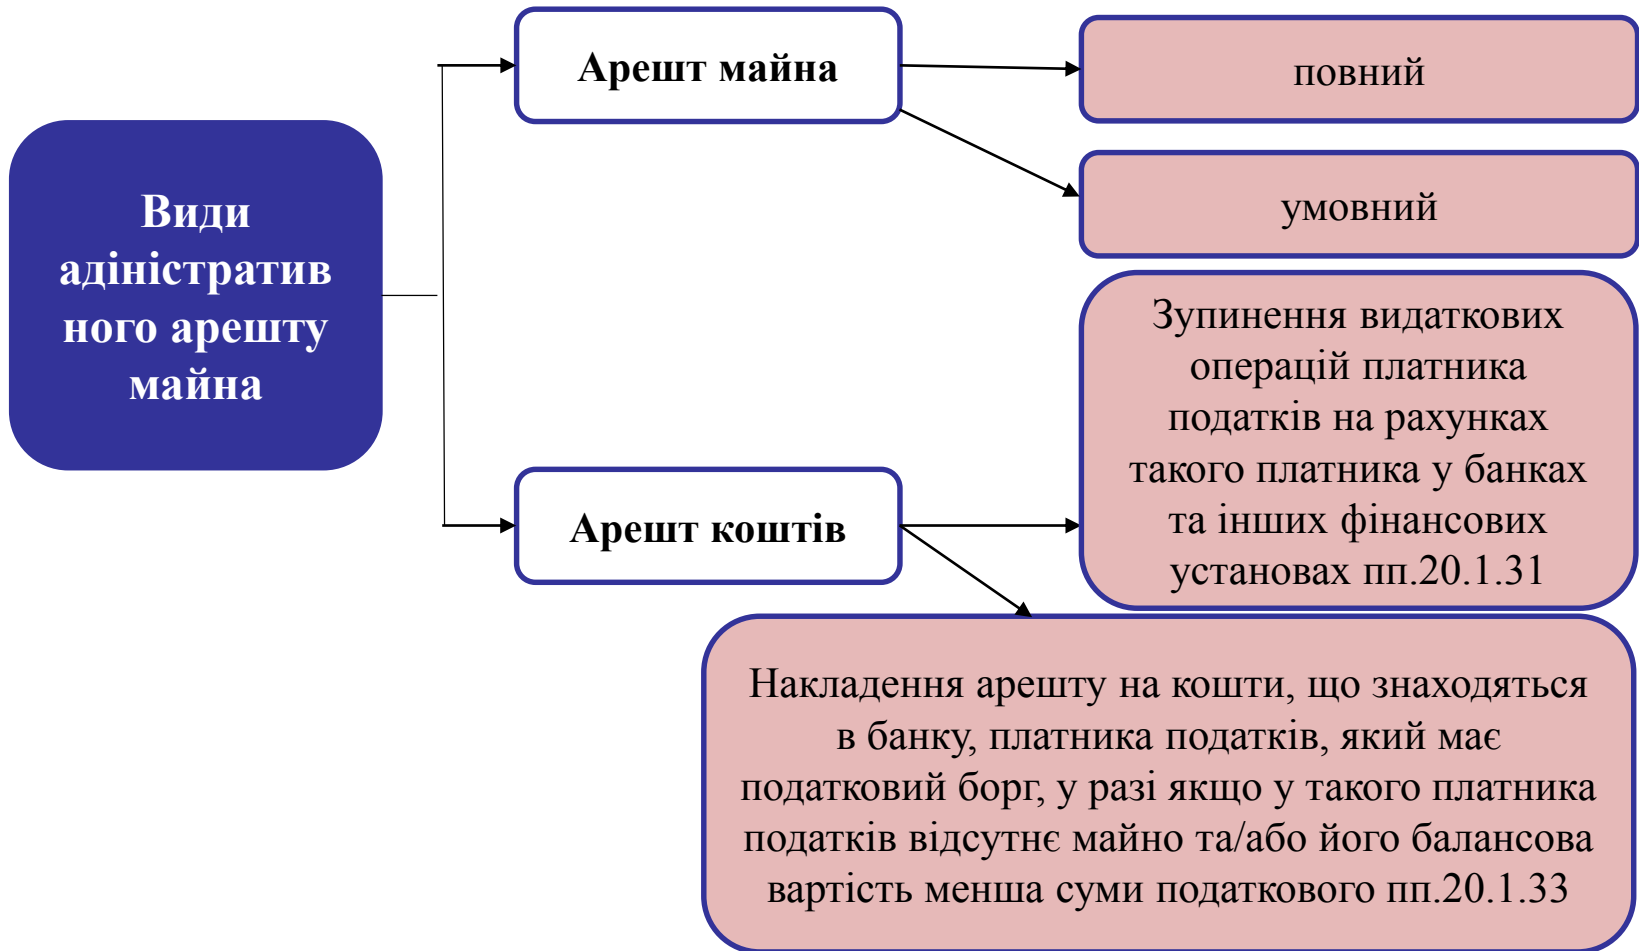 Види
адіністратив
ного арешту
майна
Арешт майна
повний
умовний
Арешт коштів
Зупинення видаткових
операцій платника
податків на рахунках
такого платника у банках
та інших фінансових
установах пп.20.1.31
Накладення арешту на кошти, що знаходяться
в банку, платника податків, який має
податковий борг, у разі якщо у такого платника
податків відсутнє майно та/або його балансова
вартість менша суми податкового пп.20.1.33